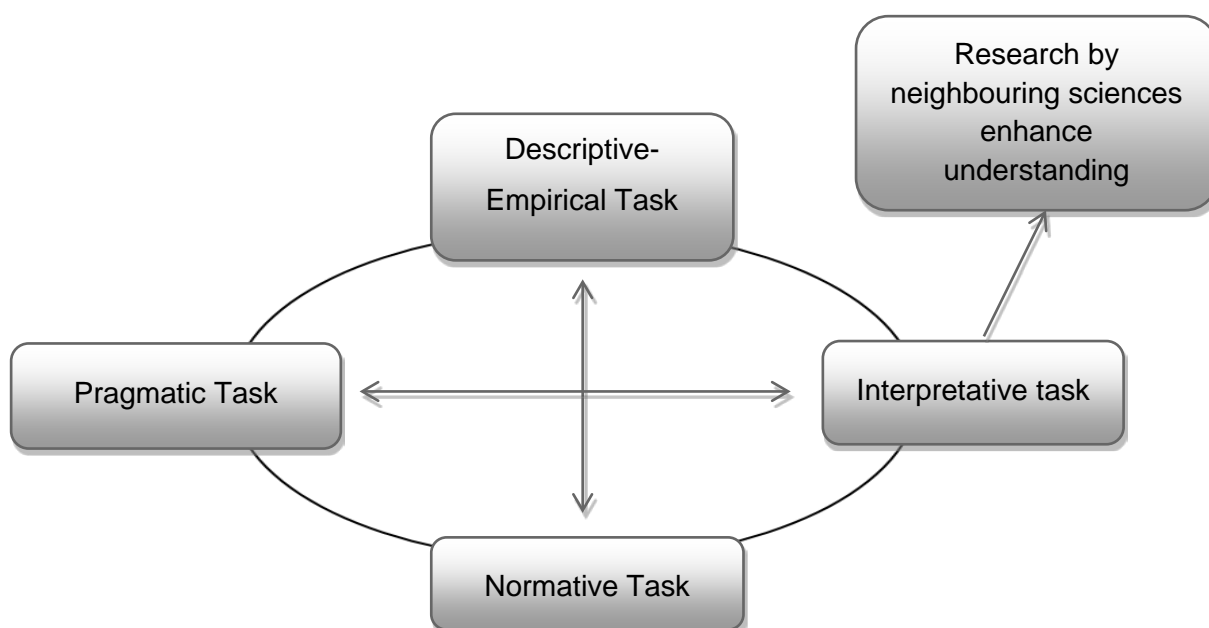 Research by
neighbouring sciences
enhance
understanding
Descriptive-
Empirical Task
Pragmatic Task
Interpretative task
Normative Task